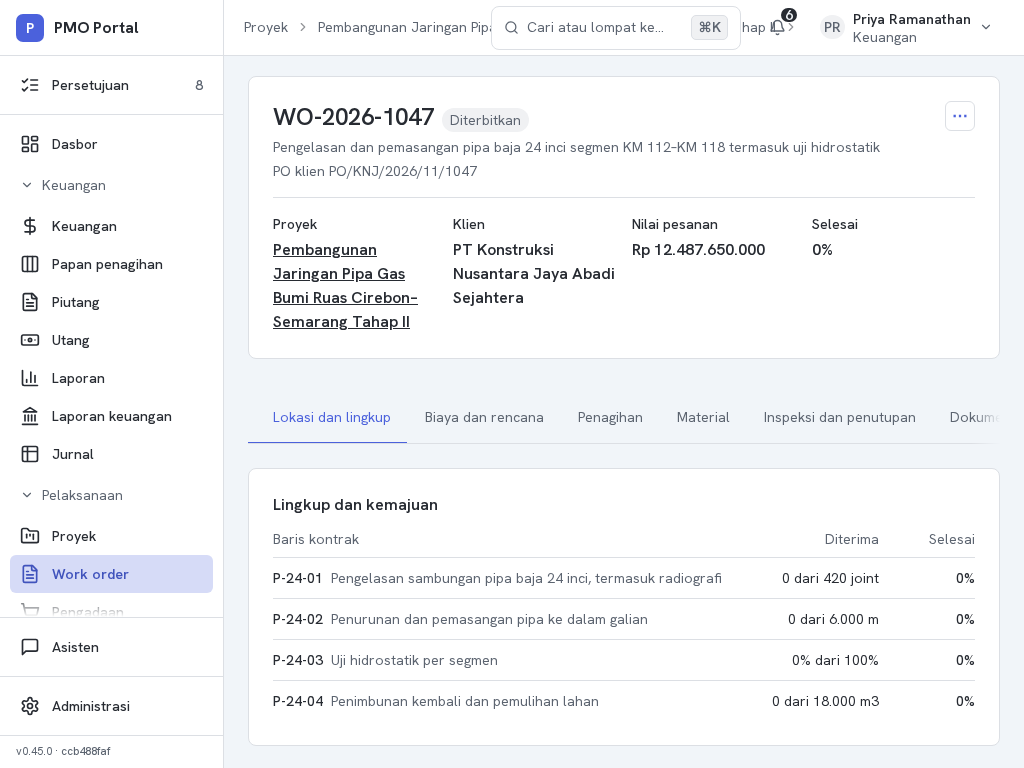 P PMO Portal
Persetujuan 8
Dasbor
Keuangan
Keuangan
Papan penagihan
Piutang
Utang
Laporan
Laporan keuangan
Jurnal
Pelaksanaan
Proyek
Work order
Pengadaan
Asisten
Administrasi
v0.45.0 · ccb488faf
Proyek > Pembangunan Jaringan Pipa
Cari atau lompat ke... ⌘K
hap
6
PR Priya Ramanathan
Keuangan
WO-2026-1047 Diterbitkan
Pengelasan dan pemasangan pipa baja 24 inci segmen KM 112–KM 118 termasuk uji hidrostatik
PO klien PO/KNJ/2026/11/1047
Proyek Klien Nilai pesanan Selesai
Pembangunan PT Konstruksi Rp 12.487.650.000 0%
Jaringan Pipa Gas Nusantara Jaya Abadi
Bumi Ruas Cirebon– Sejahtera
Semarang Tahap II
Lokasi dan lingkup Biaya dan rencana Penagihan Material Inspeksi dan penutupan Dokum
Lingkup dan kemajuan
Baris kontrak Diterima Selesai
P-24-01 Pengelasan sambungan pipa baja 24 inci, termasuk radiografi 0 dari 420 joint 0%
P-24-02 Penurunan dan pemasangan pipa ke dalam galian 0 dari 6.000 m 0%
P-24-03 Uji hidrostatik per segmen 0% dari 100% 0%
P-24-04 Penimbunan kembali dan pemulihan lahan 0 dari 18.000 m3 0%